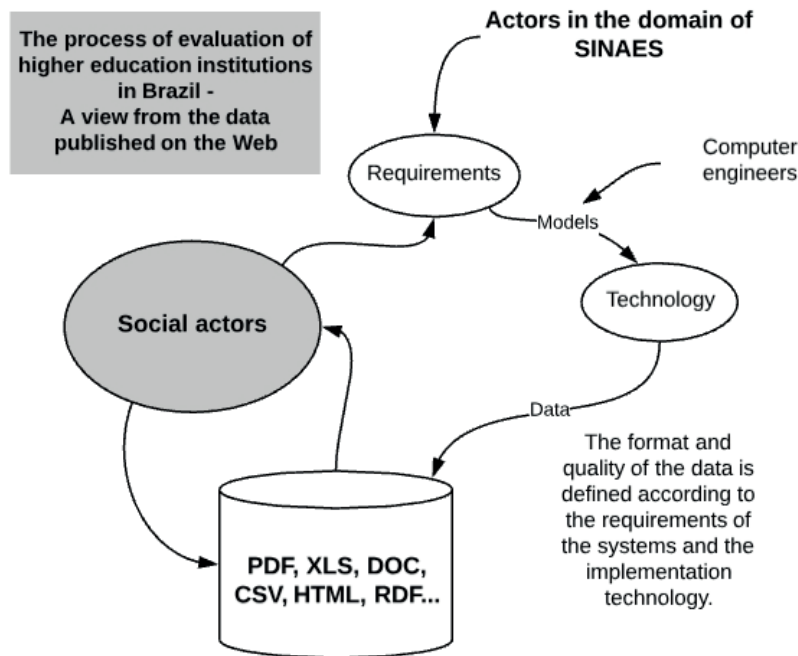 The process of evaluation of
higher education institutions
in Brazil -
A view from the data
published on the Web
Actors in the domain of
SINAES
Requirements
Computer
engineers
Models
Technology
Social actors
Data
The format and
quality of the data is
defined according to
the requirements of
the systems and the
implementation
technology.
PDF, XLS, DOC,
CSV, HTML, RDF...